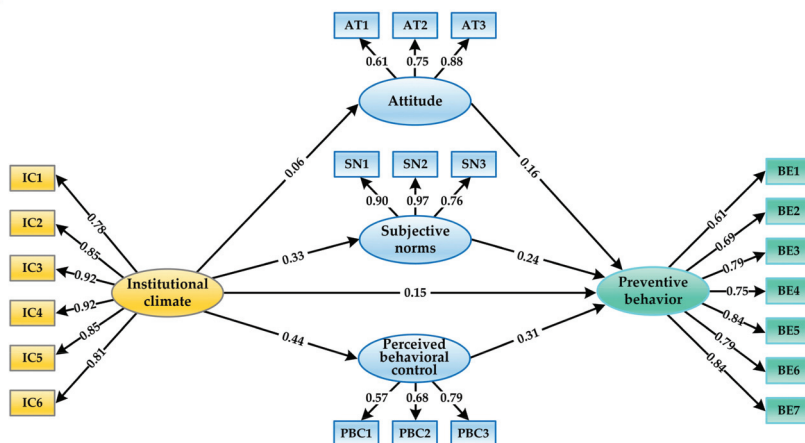 AT1 AT2 AT3
0.61 0.75 0.88
Attitude
0.06
0.16
SN1 SN2 SN3
0.90 0.97 0.76
Subjective
norms
0.33
0.24
IC1
IC2
IC3
IC4
IC5
IC6
0.78
0.85
0.92
0.92
0.85
0.81
Institutional
climate
0.15
Preventive
behavior
0.44
0.31
Perceived
behavioral
control
0.57 0.68 0.79
PBC1 PBC2 PBC3
0.61
0.69
0.79
0.75
0.84
0.79
0.84
BE1
BE2
BE3
BE4
BE5
BE6
BE7